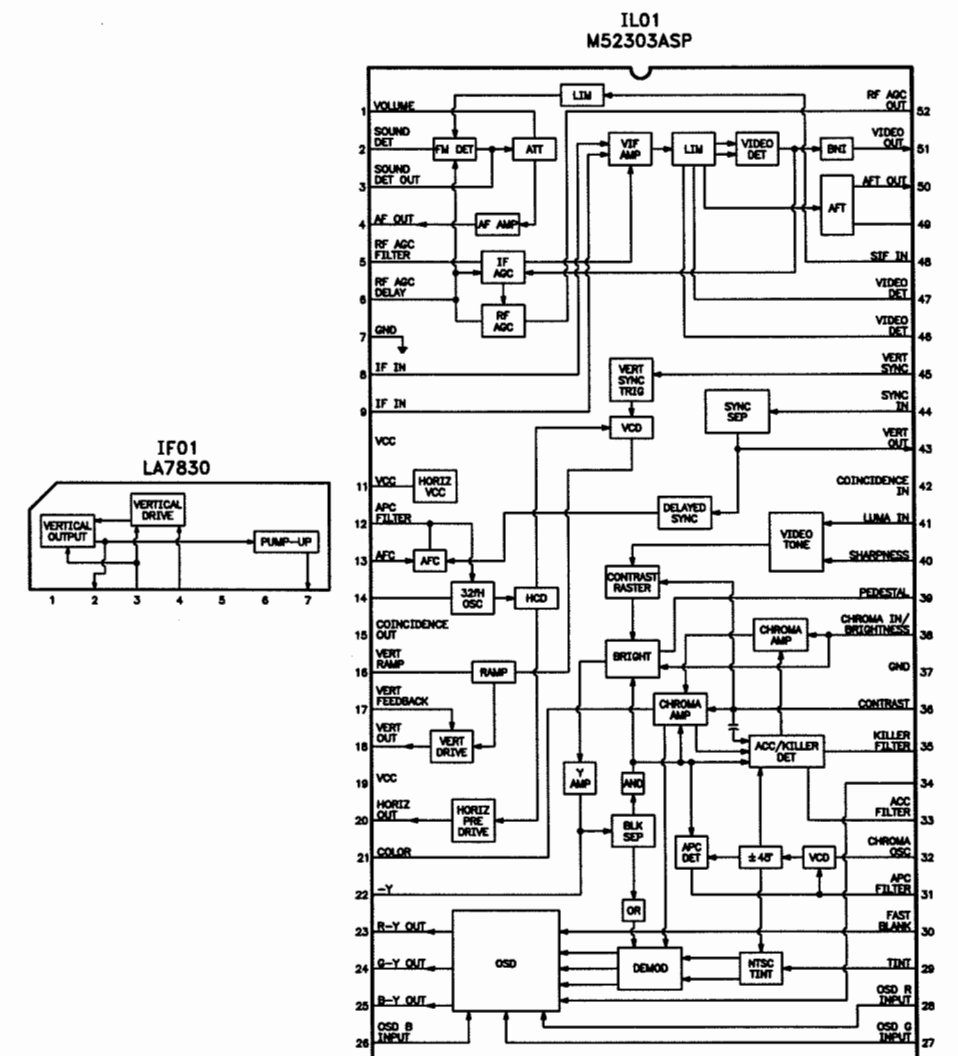 IL01
M52303ASP
LIM
RF AGC
OUT
1
VOLUME
52
SOUND
DET
2
FM DET
ATT
VIF
AMP
LIM
VIDEO
DET
BNI
VIDEO
OUT
51
SOUND
DET OUT
3
AFT
AFT OUT
50
4
AF OUT
AF AMP
49
RF AGC
FILTER
5
IF
AGC
SIF IN
48
RF AGC
DELAY
6
RF
AGC
VIDEO
DET
47
7
GND
VIDEO
DET
46
8
IF IN
VERT
SYNC
TRIG
VERT
SYNC
45
9
IF IN
SYNC
SEP
SYNC
IN
44
VCC
VCD
VERT
OUT
43
11
VCC
HORIZ
VCC
COINCIDENCE
IN
42
APC
FILTER
12
DELAYED
SYNC
VIDEO
TONE
LUMA IN
41
13
AFC
AFC
SHARPNESS
40
14
32fH
OSC
HCD
CONTRAST
RASTER
PEDESTAL
39
COINCIDENCE
OUT
15
CHROMA
AMP
CHROMA IN/
BRIGHTNESS
38
VERT
RAMP
16
RAMP
BRIGHT
GND
37
VERT
FEEDBACK
17
CHROMA
AMP
CONTRAST
36
VERT
OUT
18
VERT
DRIVE
ACC/KILLER
DET
KILLER
FILTER
35
19
VCC
Y
AMP
AND
34
HORIZ
OUT
20
HORIZ
PRE
DRIVE
BLK
SEP
ACC
FILTER
33
21
COLOR
APC
DET
±45°
VCD
CHROMA
OSC
32
22
-Y
APC
FILTER
31
23
R-Y OUT
OR
FAST
BLANK
30
24
G-Y OUT
OSD
DEMOD
NTSC
TINT
TINT
29
25
B-Y OUT
OSD R
INPUT
28
OSD B
INPUT
26
OSD G
INPUT
27
IF01
LA7830
VERTICAL
OUTPUT
VERTICAL
DRIVE
PUMP-UP
1 2 3 4 5 6 7